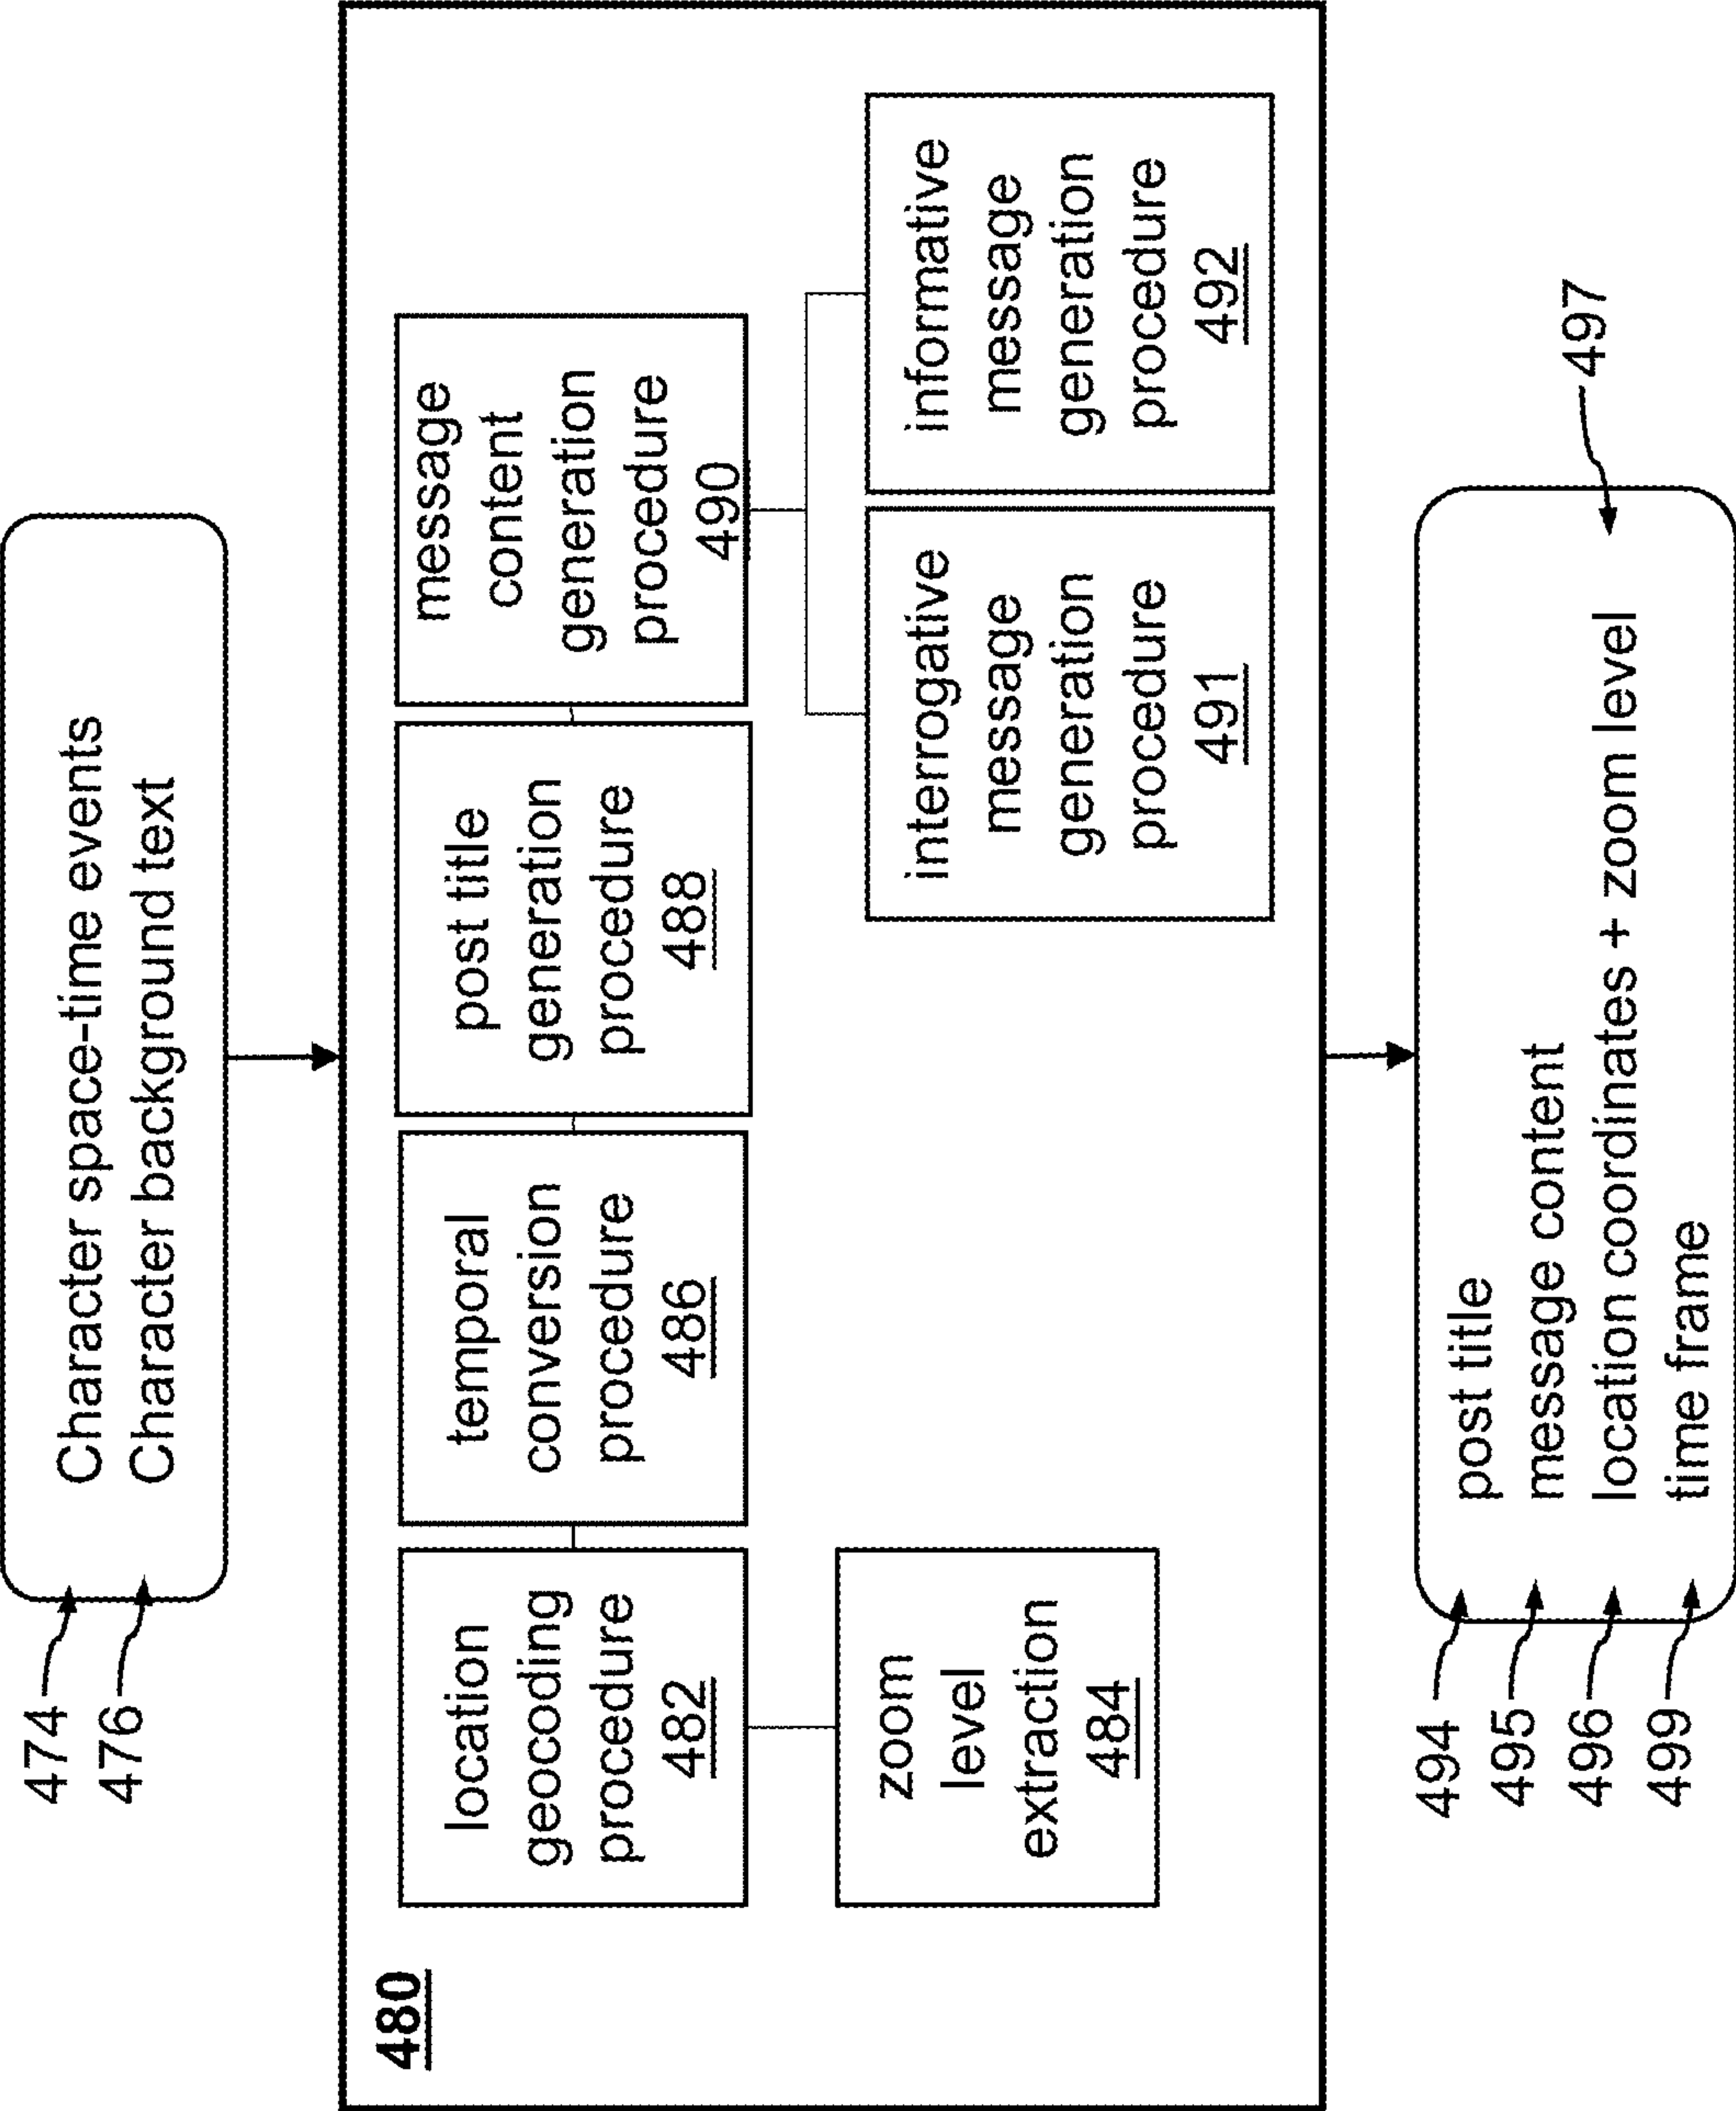 474
476
Character space-time events
Character background text
480
location
geocoding
procedure
482
temporal
conversion
procedure
486
post title
generation
procedure
488
message
content
generation
procedure
490
zoom
level
extraction
484
interrogative
message
generation
procedure
491
informative
message
generation
procedure
492
494
495
496
499
post title
message content
location coordinates + zoom level
time frame
497